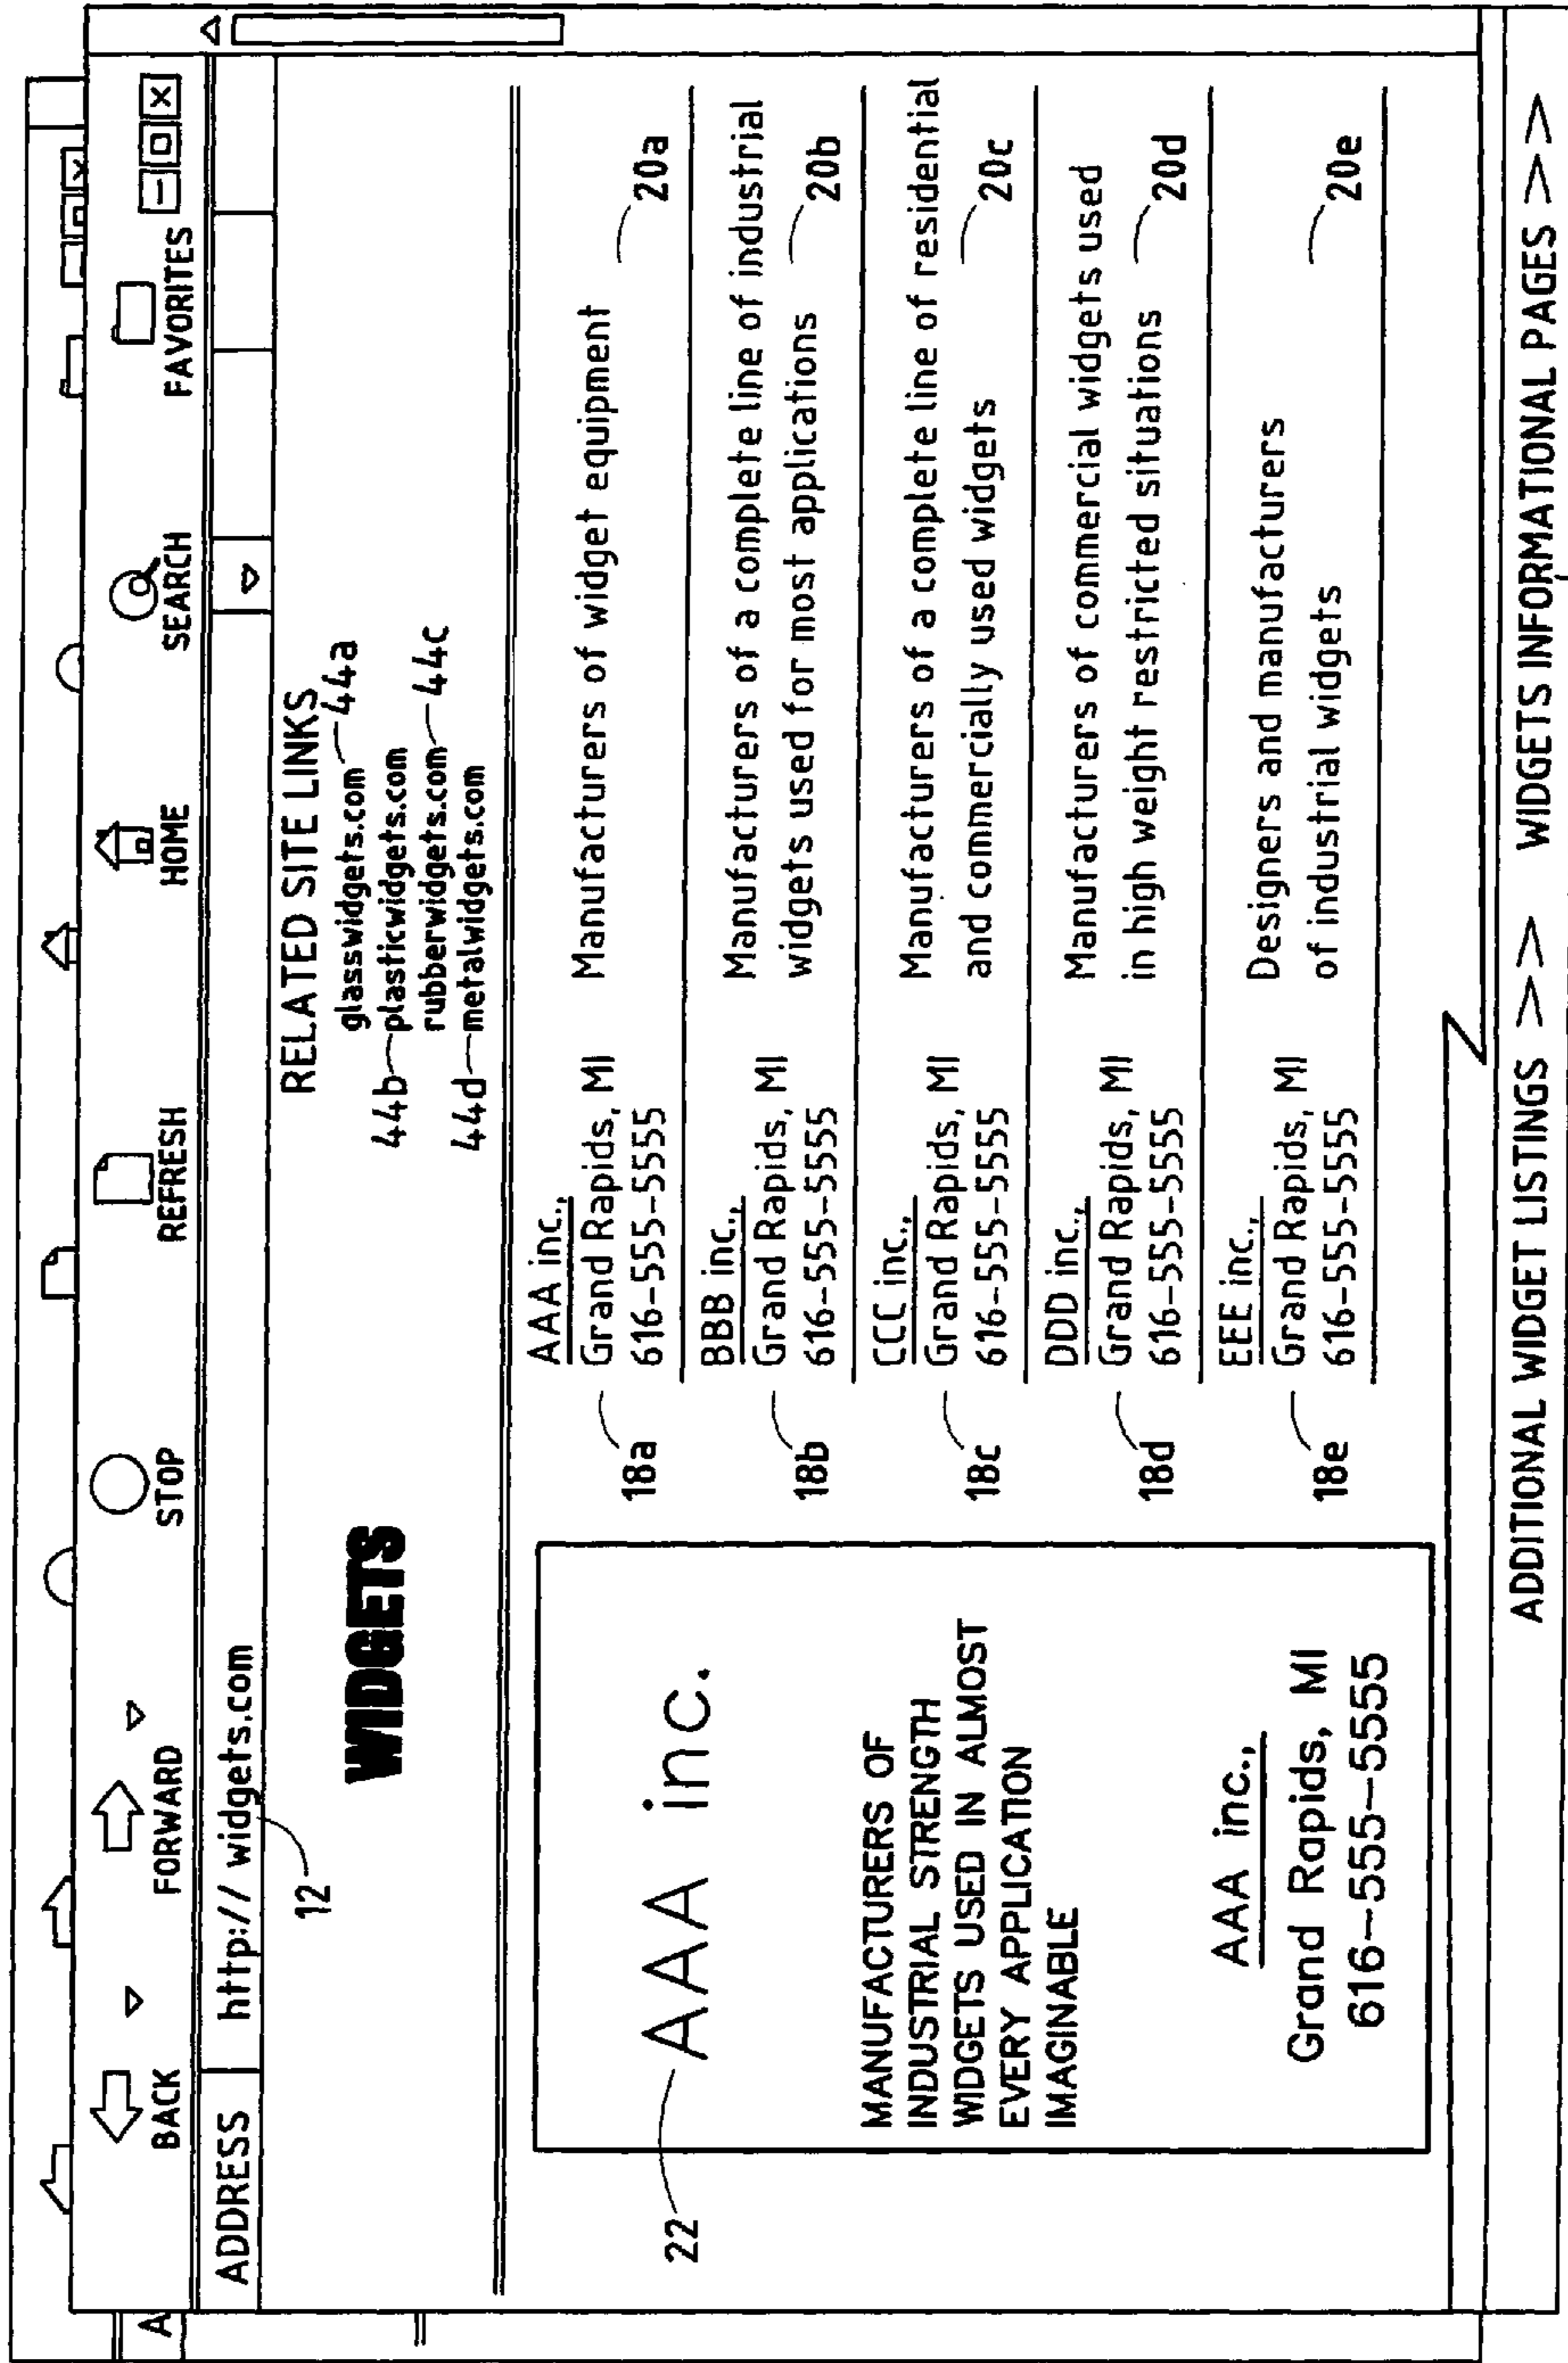 BACK FORWARD STOP REFRESH HOME SEARCH FAVORITES
A
ADDRESS http:// widgets.com
12
WIDGETS
RELATED SITE LINKS
glasswidgets.com 44a
44b plasticwidgets.com
rubberwidgets.com 44c
44d metalwidgets.com
22
AAA inc.
MANUFACTURERS OF
INDUSTRIAL STRENGTH
WIDGETS USED IN ALMOST
EVERY APPLICATION
IMAGINABLE
AAA inc.,
Grand Rapids, MI
616-555-5555
18a
AAA inc.,
Grand Rapids, MI
616-555-5555
Manufacturers of widget equipment
20a
18b
BBB inc.,
Grand Rapids, MI
616-555-5555
Manufacturers of a complete line of industrial
widgets used for most applications
20b
18c
CCC inc.,
Grand Rapids, MI
616-555-5555
Manufacturers of a complete line of residential
and commercially used widgets
20c
18d
DDD inc.,
Grand Rapids, MI
616-555-5555
Manufacturers of commercial widgets used
in high weight restricted situations
20d
18e
EEE inc.,
Grand Rapids, MI
616-555-5555
Designers and manufacturers
of industrial widgets
20e
ADDITIONAL WIDGET LISTINGS >> WIDGETS INFORMATIONAL PAGES >>